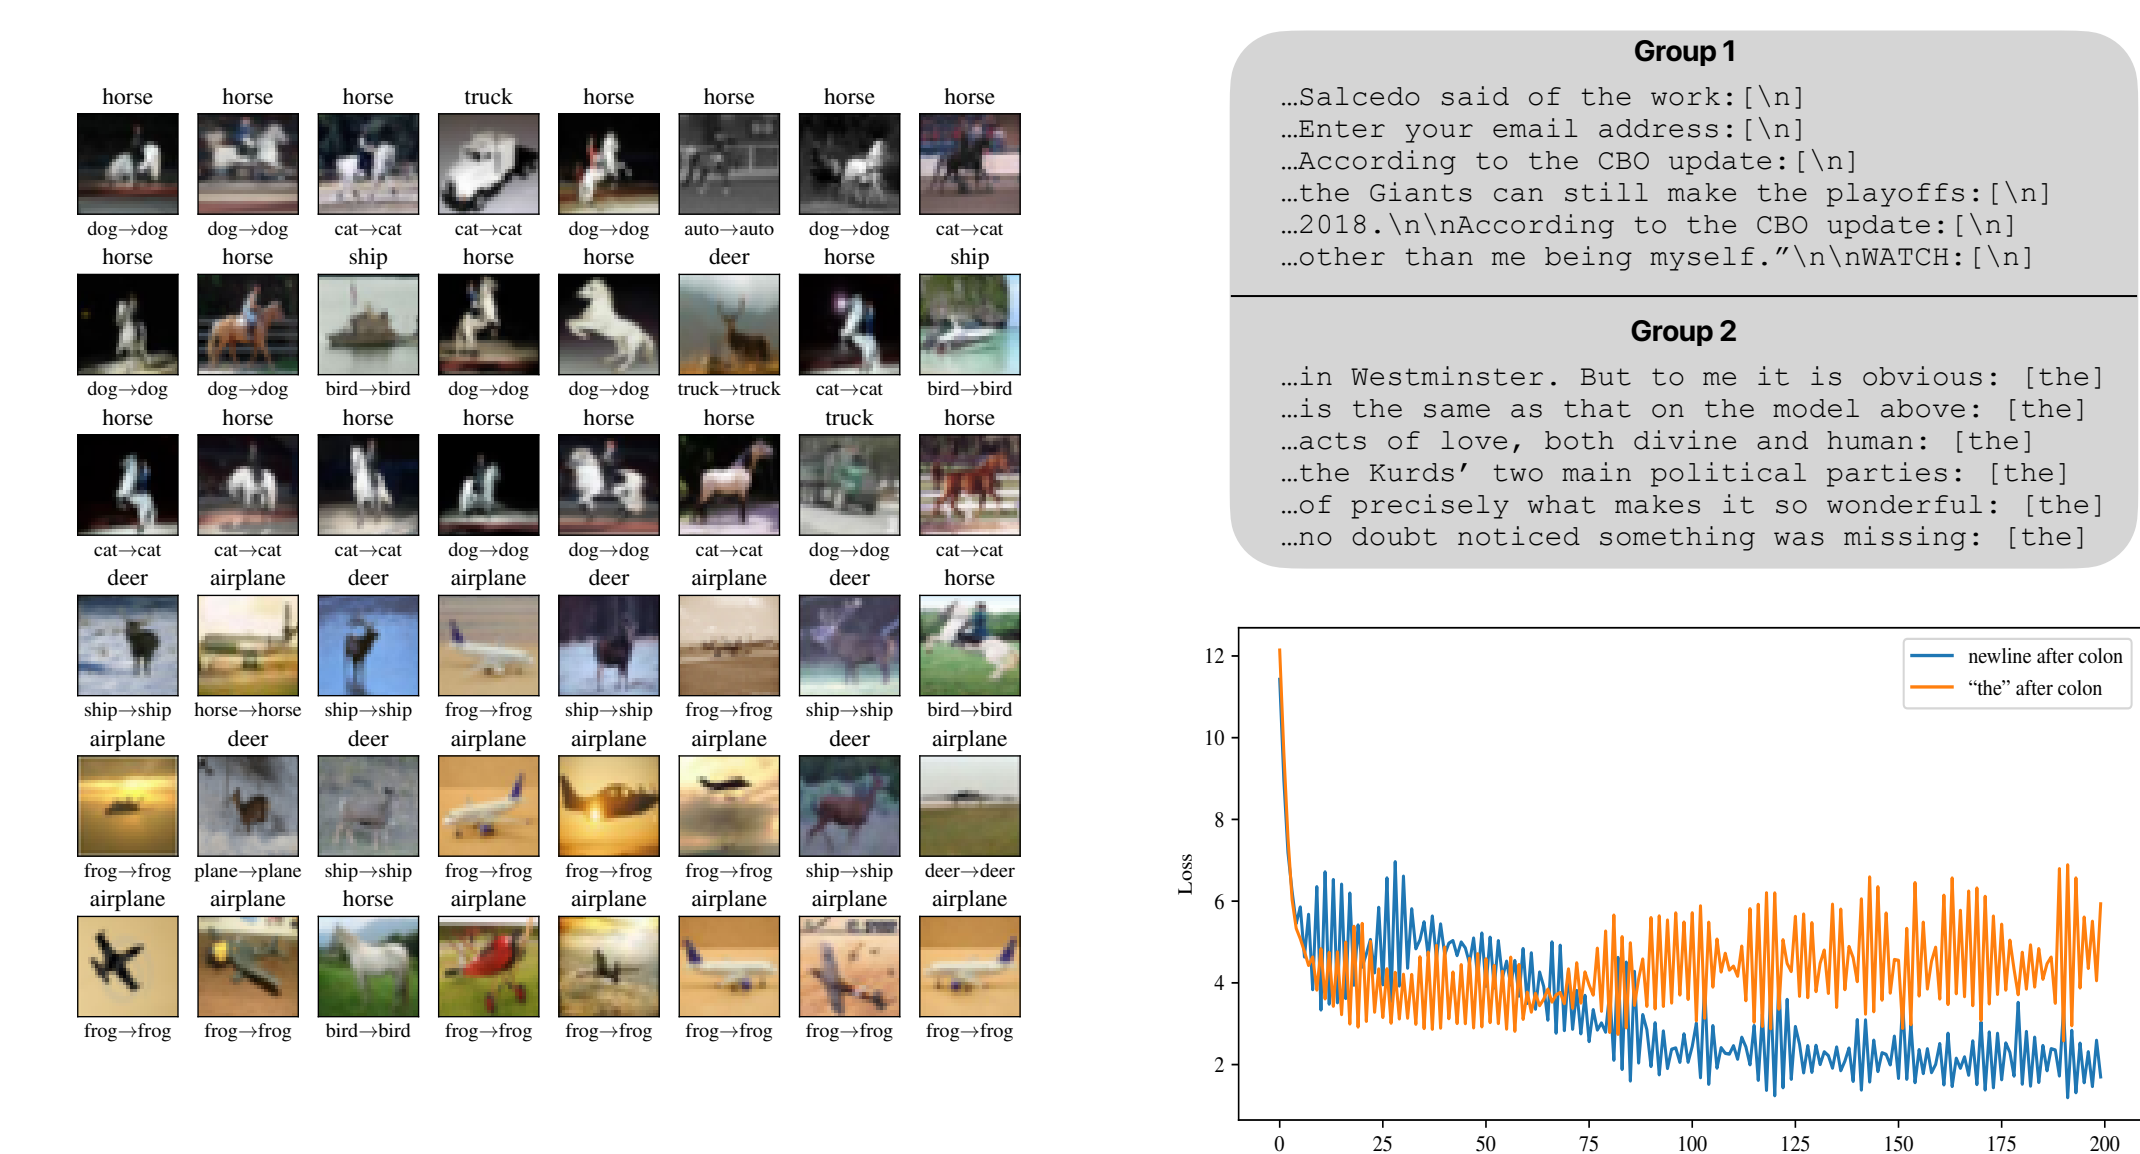 horse horse horse truck horse horse horse horse
dog→dog dog→dog cat→cat cat→cat dog→dog auto→auto dog→dog cat→cat
horse horse ship horse horse deer horse ship
dog→dog dog→dog bird→bird dog→dog dog→dog truck→truck cat→cat bird→bird
horse horse horse horse horse horse truck horse
cat→cat cat→cat cat→cat dog→dog dog→dog cat→cat dog→dog cat→cat
deer airplane deer airplane deer airplane deer horse
ship→ship horse→horse ship→ship frog→frog ship→ship frog→frog ship→ship bird→bird
airplane deer deer airplane airplane airplane deer airplane
frog→frog plane→plane ship→ship frog→frog frog→frog frog→frog ship→ship deer→deer
airplane airplane horse airplane airplane airplane airplane airplane
frog→frog frog→frog bird→bird frog→frog frog→frog frog→frog frog→frog frog→frog
Group 1
…Salcedo said of the work:[\n]
…Enter your email address:[\n]
…According to the CBO update:[\n]
…the Giants can still make the playoffs:[\n]
…2018.\n\nAccording to the CBO update:[\n]
…other than me being myself.”\n\nWATCH:[\n]
Group 2
…in Westminster. But to me it is obvious: [the]
…is the same as that on the model above: [the]
…acts of love, both divine and human: [the]
…the Kurds’ two main political parties: [the]
…of precisely what makes it so wonderful: [the]
…no doubt noticed something was missing: [the]
newline after colon
“the” after colon
Loss
12
10
8
6
4
2
0 25 50 75 100 125 150 175 200